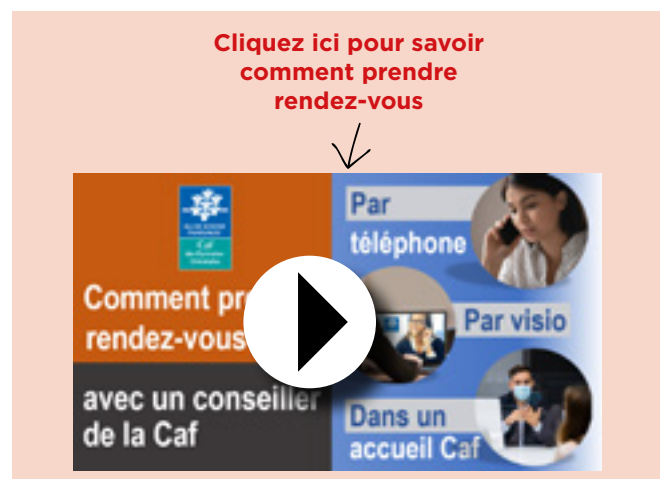 Cliquez ici pour savoir
comment prendre
rendez-vous
Caf
Comment
rendez-vous
avec un conseiller
de la Caf
Par
téléphone
Par visio
Dans un
accueil Caf